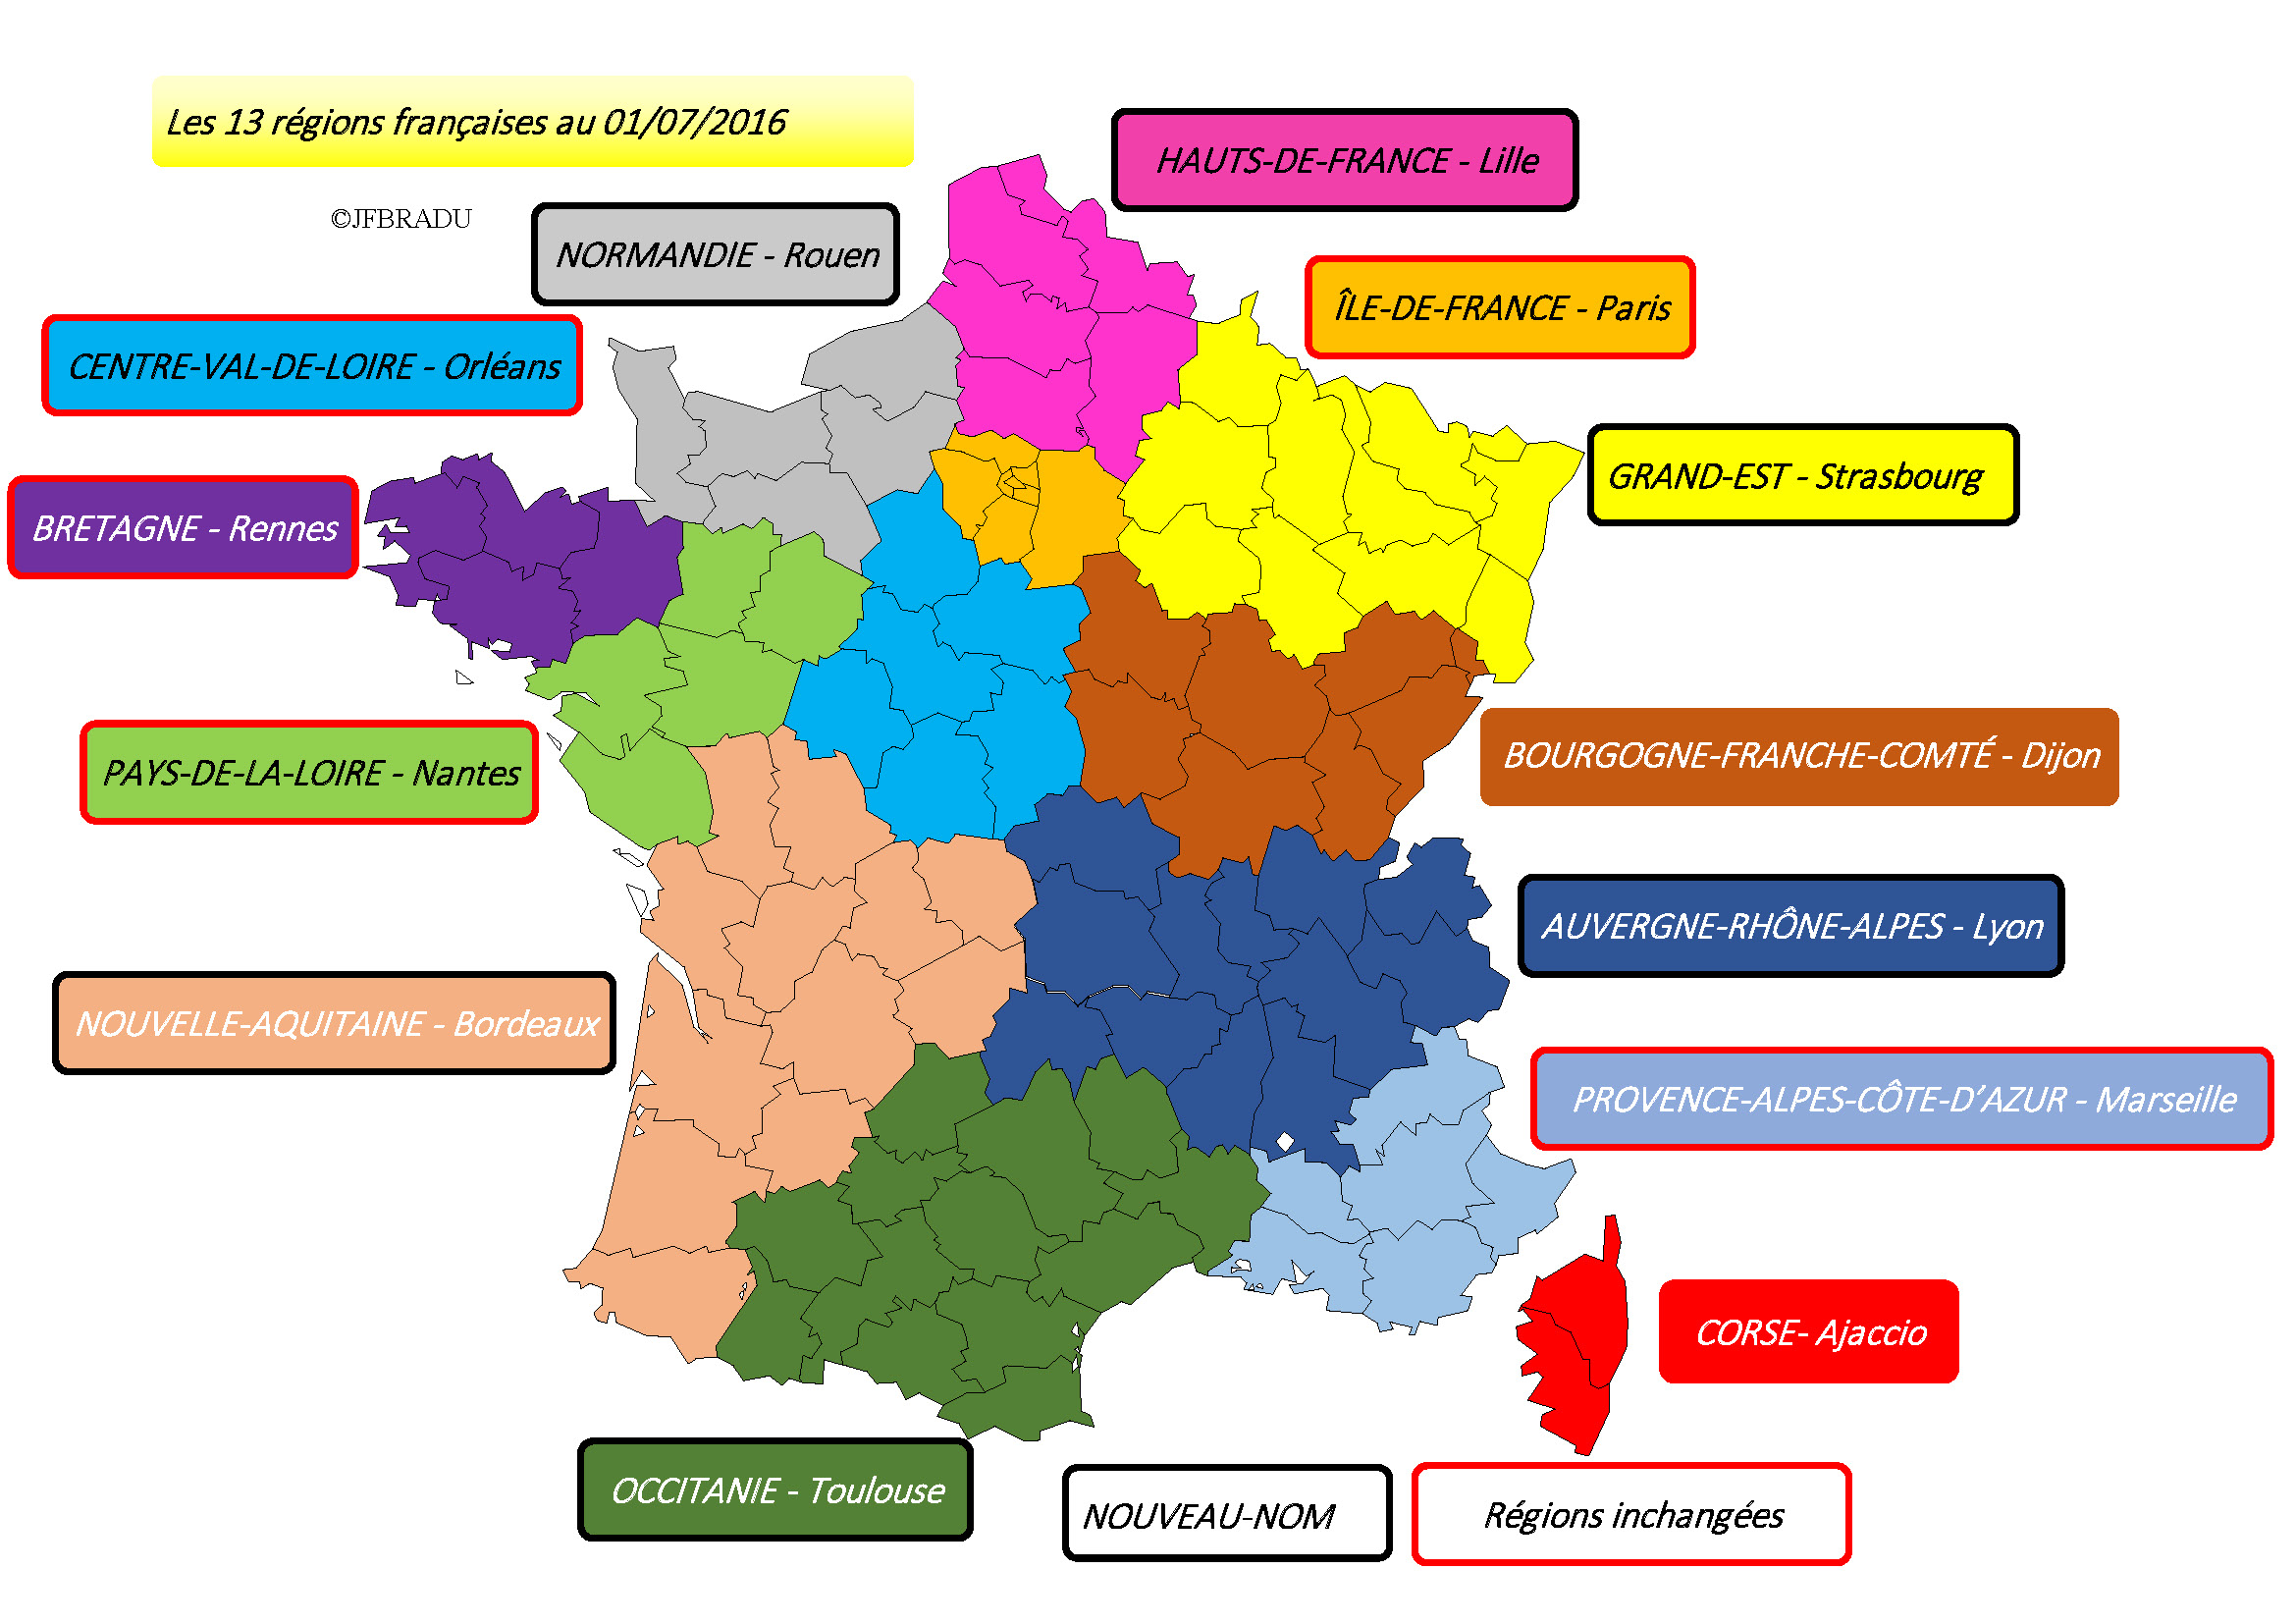 Les 13 régions françaises au 01/07/2016
HAUTS-DE-FRANCE - Lille
©JFBRADU
NORMANDIE - Rouen
ÎLE-DE-FRANCE - Paris
CENTRE-VAL-DE-LOIRE - Orléans
GRAND-EST - Strasbourg
BRETAGNE - Rennes
PAYS-DE-LA-LOIRE - Nantes
BOURGOGNE-FRANCHE-COMTÉ - Dijon
AUVERGNE-RHÔNE-ALPES - Lyon
NOUVELLE-AQUITAINE - Bordeaux
PROVENCE-ALPES-CÔTE-D’AZUR - Marseille
CORSE- Ajaccio
OCCITANIE - Toulouse
NOUVEAU-NOM
Régions inchangées